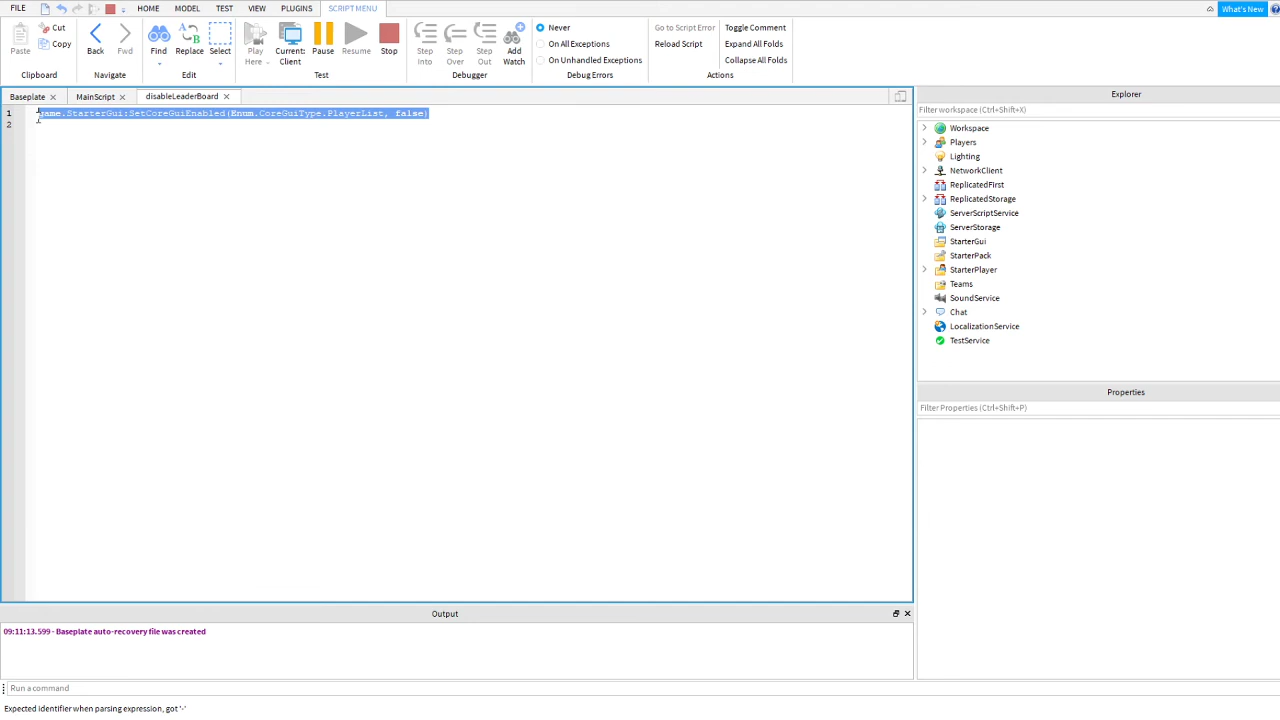 FILE
HOME
MODEL
TEST
VIEW
PLUGINS
SCRIPT MENU
What's New
Paste
Cut
Copy
Clipboard
Back
Fwd
Navigate
Find
Replace
Select
Edit
Play Here
Current: Client
Pause
Resume
Stop
Test
Step Into
Step Over
Step Out
Add Watch
Debugger
Never
On All Exceptions
On Unhandled Exceptions
Debug Errors
Go to Script Error
Reload Script
Toggle Comment
Expand All Folds
Collapse All Folds
Actions
Baseplate
MainScript
disableLeaderBoard
1 game.StarterGui:SetCoreGuiEnabled(Enum.CoreGuiType.PlayerList, false)
2
Explorer
Filter workspace (Ctrl+Shift+X)
Workspace
Players
Lighting
NetworkClient
ReplicatedFirst
ReplicatedStorage
ServerScriptService
ServerStorage
StarterGui
StarterPack
StarterPlayer
Teams
SoundService
Chat
LocalizationService
TestService
Properties
Filter Properties (Ctrl+Shift+P)
Output
09:11:13.599 - Baseplate auto-recovery file was created
Run a command
Expected identifier when parsing expression, got '-'